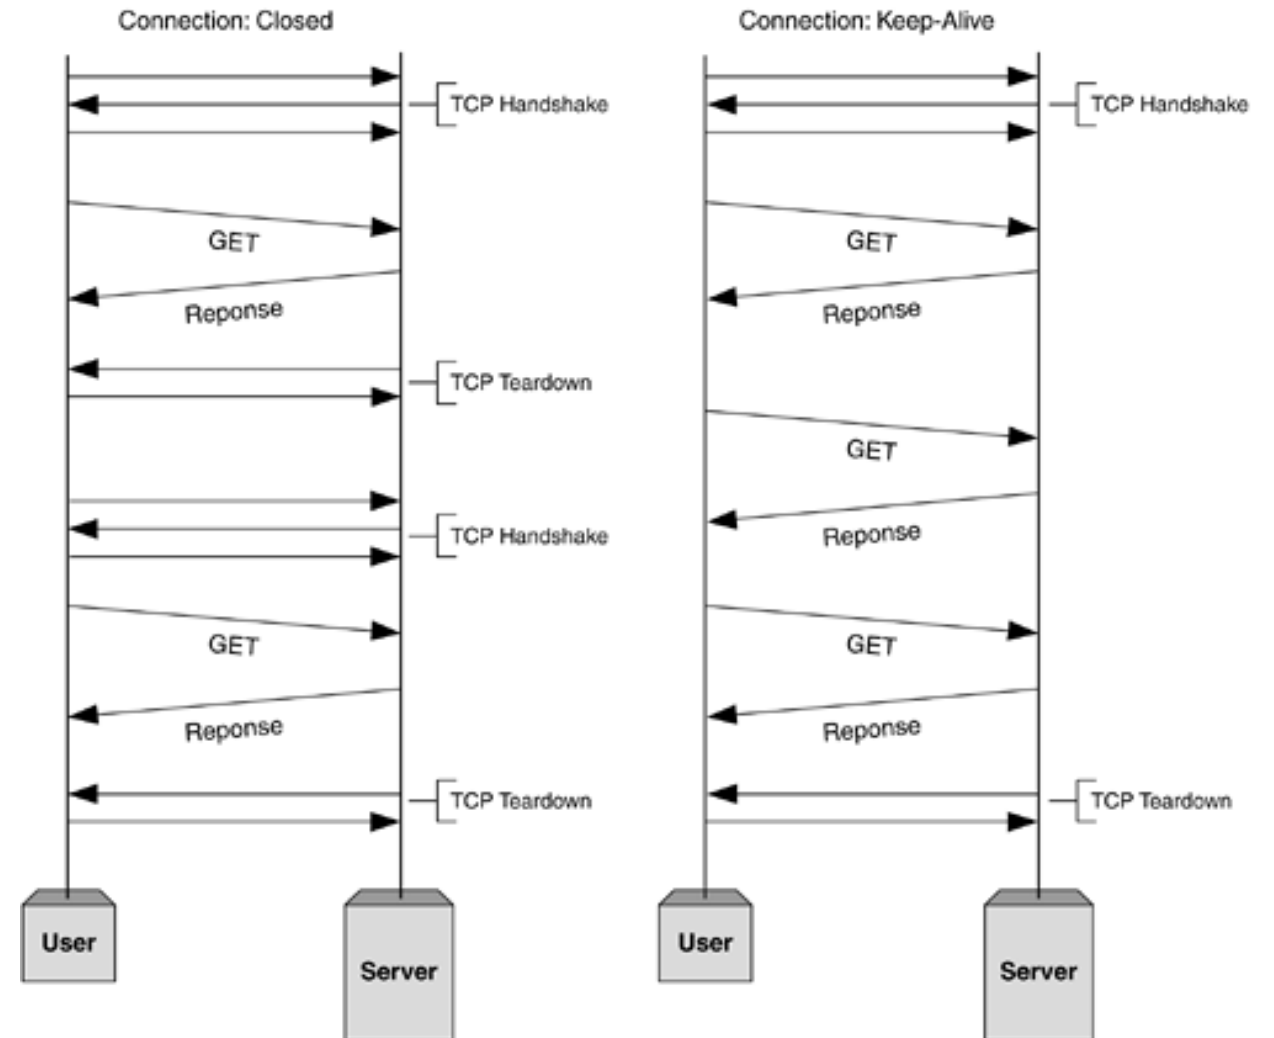 Connection: Closed
TCP Handshake
GET
Reponse
TCP Teardown
TCP Handshake
GET
Reponse
TCP Teardown
User
Server
Connection: Keep-Alive
TCP Handshake
GET
Reponse
GET
Reponse
GET
Reponse
TCP Teardown
User
Server